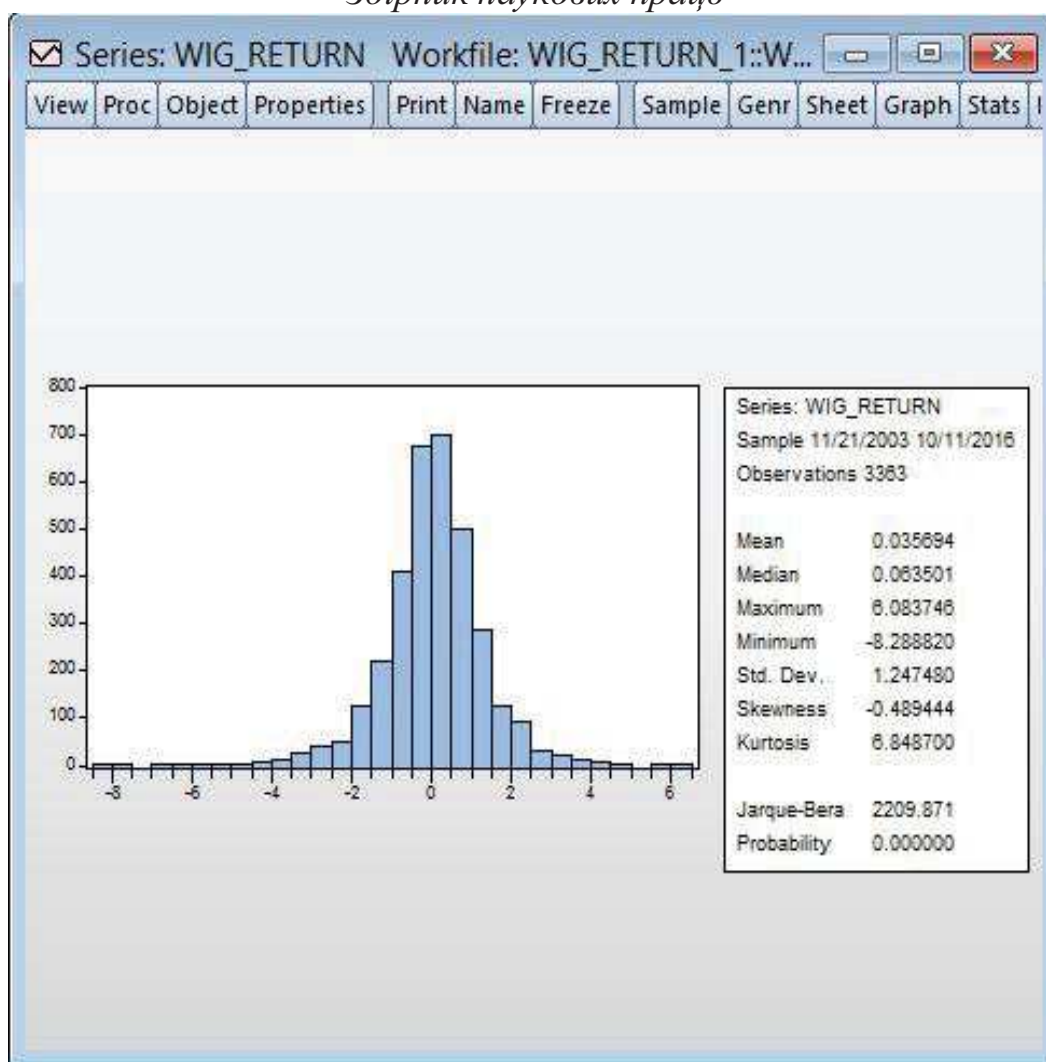 Збірник наукових праць
Series: WIG_RETURN Workfile: WIG_RETURN_1::W...
View Proc Object Properties Print Name Freeze Sample Genr Sheet Graph Stats
800
700
600
500
400
300
200
100
0
-8 -6 -4 -2 0 2 4 6
Series: WIG_RETURN
Sample 11/21/2003 10/11/2016
Observations 3363
Mean 0.035694
Median 0.063501
Maximum 6.083746
Minimum -8.288820
Std. Dev. 1.247480
Skewness -0.489444
Kurtosis 6.848700
Jarque-Bera 2209.871
Probability 0.000000